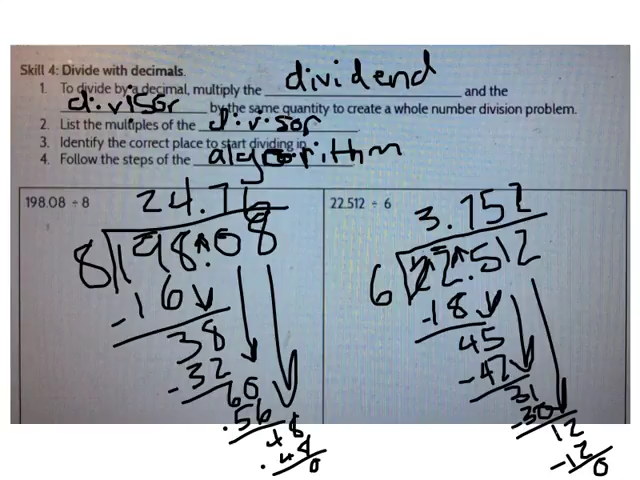 Skill 4: Divide with decimals.
1. To divide by a decimal, multiply the dividend and the
divisor by the same quantity to create a whole number division problem.
2. List the multiples of the divisor.
3. Identify the correct place to start dividing in.
4. Follow the steps of the algorithm
198.08 ÷ 8
24.76
8 198.08
-16
38
-32
60
-56
48
-48
0
22.512 ÷ 6
3.752
6 22.512
-18
45
-42
31
-30
12
-12
0